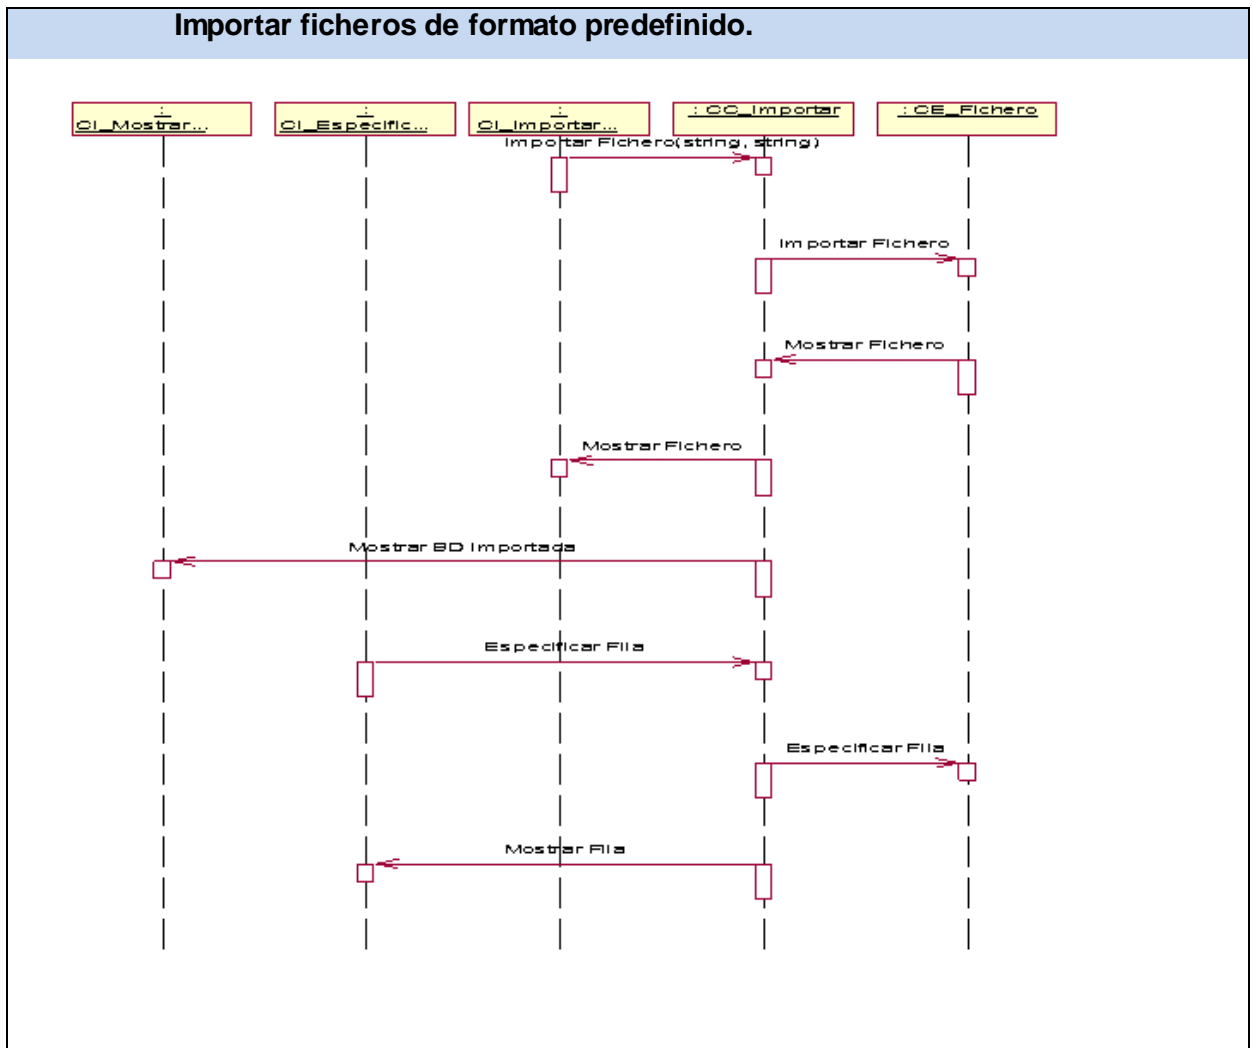 Importar ficheros de formato predefinido.
:
CI_Mostrar...
:
CI_Especific...
:
CI_Importar...
: CC_Importar
: CE_Fichero
Importar Fichero(string, string)
Importar Fichero
Mostrar Fichero
Mostrar Fichero
Mostrar BD Importada
Especificar Fila
Especificar Fila
Mostrar Fila